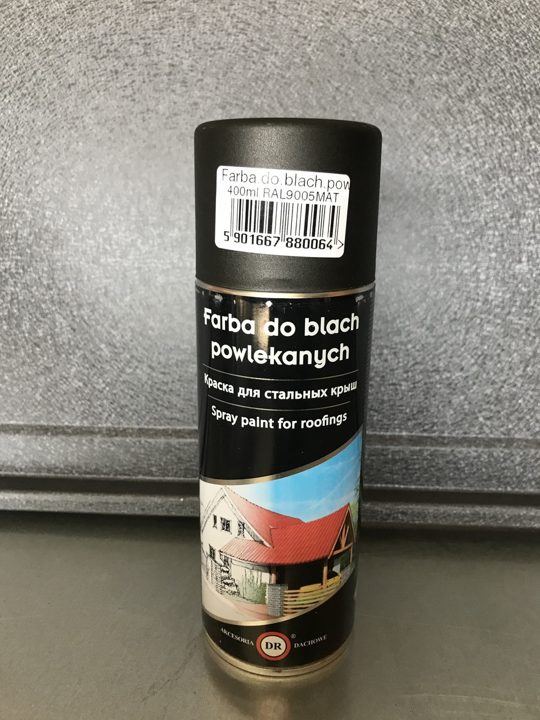 Farba.do.blach.pow
400ml RAL9005MAT
5 901667 880064 >
Farba do blach
powlekanych
Краска для стальных крыш
Spray paint for roofings
AKCESORIA DR ® DACHOWE